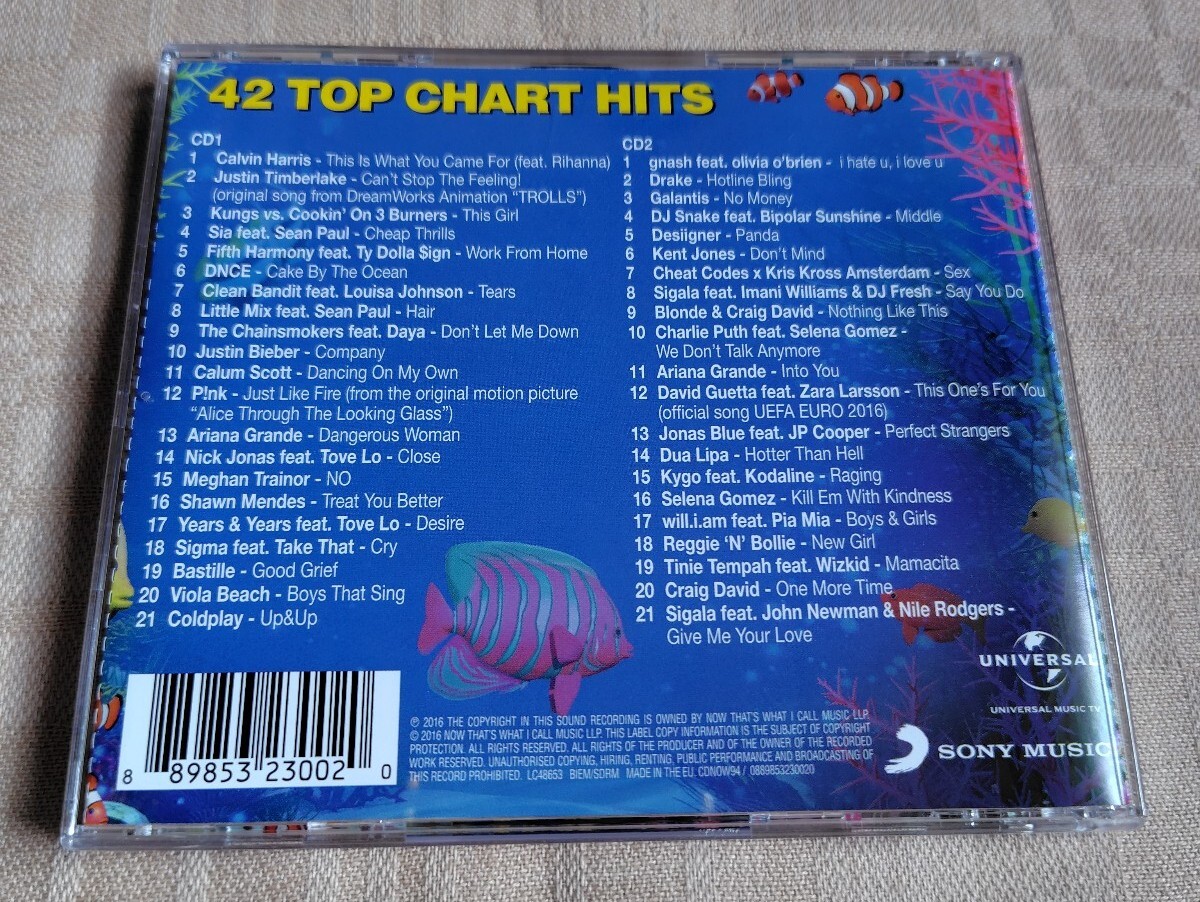 42 TOP CHART HITS
CD1
1 Calvin Harris - This Is What You Came For (feat. Rihanna)
2 Justin Timberlake - Can't Stop The Feeling!
(original song from DreamWorks Animation "TROLLS")
3 Kungs vs. Cookin' On 3 Burners - This Girl
4 Sia feat. Sean Paul - Cheap Thrills
5 Fifth Harmony feat. Ty Dolla $ign - Work From Home
6 DNCE - Cake By The Ocean
7 Clean Bandit feat. Louisa Johnson - Tears
8 Little Mix feat. Sean Paul - Hair
9 The Chainsmokers feat. Daya - Don't Let Me Down
10 Justin Bieber - Company
11 Calum Scott - Dancing On My Own
12 P!nk - Just Like Fire (from the original motion picture
"Alice Through The Looking Glass")
13 Ariana Grande - Dangerous Woman
14 Nick Jonas feat. Tove Lo - Close
15 Meghan Trainor - NO
16 Shawn Mendes - Treat You Better
17 Years & Years feat. Tove Lo - Desire
18 Sigma feat. Take That - Cry
19 Bastille - Good Grief
20 Viola Beach - Boys That Sing
21 Coldplay - Up&Up
CD2
1 gnash feat. olivia o'brien - i hate u, i love u
2 Drake - Hotline Bling
3 Galantis - No Money
4 DJ Snake feat. Bipolar Sunshine - Middle
5 Desiigner - Panda
6 Kent Jones - Don't Mind
7 Cheat Codes x Kris Kross Amsterdam - Sex
8 Sigala feat. Imani Williams & DJ Fresh - Say You Do
9 Blonde & Craig David - Nothing Like This
10 Charlie Puth feat. Selena Gomez -
We Don't Talk Anymore
11 Ariana Grande - Into You
12 David Guetta feat. Zara Larsson - This One's For You
(official song UEFA EURO 2016)
13 Jonas Blue feat. JP Cooper - Perfect Strangers
14 Dua Lipa - Hotter Than Hell
15 Kygo feat. Kodaline - Raging
16 Selena Gomez - Kill Em With Kindness
17 will.i.am feat. Pia Mia - Boys & Girls
18 Reggie 'N' Bollie - New Girl
19 Tinie Tempah feat. Wizkid - Mamacita
20 Craig David - One More Time
21 Sigala feat. John Newman & Nile Rodgers -
Give Me Your Love
8 89853 23002 0
℗ 2016 THE COPYRIGHT IN THIS SOUND RECORDING IS OWNED BY NOW THAT'S WHAT I CALL MUSIC LLP.
© 2016 NOW THAT'S WHAT I CALL MUSIC LLP. THIS LABEL COPY INFORMATION IS THE SUBJECT OF COPYRIGHT
PROTECTION. ALL RIGHTS RESERVED. ALL RIGHTS OF THE PRODUCER AND OF THE OWNER OF THE RECORDED
WORK RESERVED. UNAUTHORISED COPYING, HIRING, RENTING, PUBLIC PERFORMANCE AND BROADCASTING OF
THIS RECORD PROHIBITED. LC48653 BIEM/SDRM MADE IN THE EU. CDNOW94 / 0889853230020
UNIVERSAL
UNIVERSAL MUSIC TV
SONY MUSIC